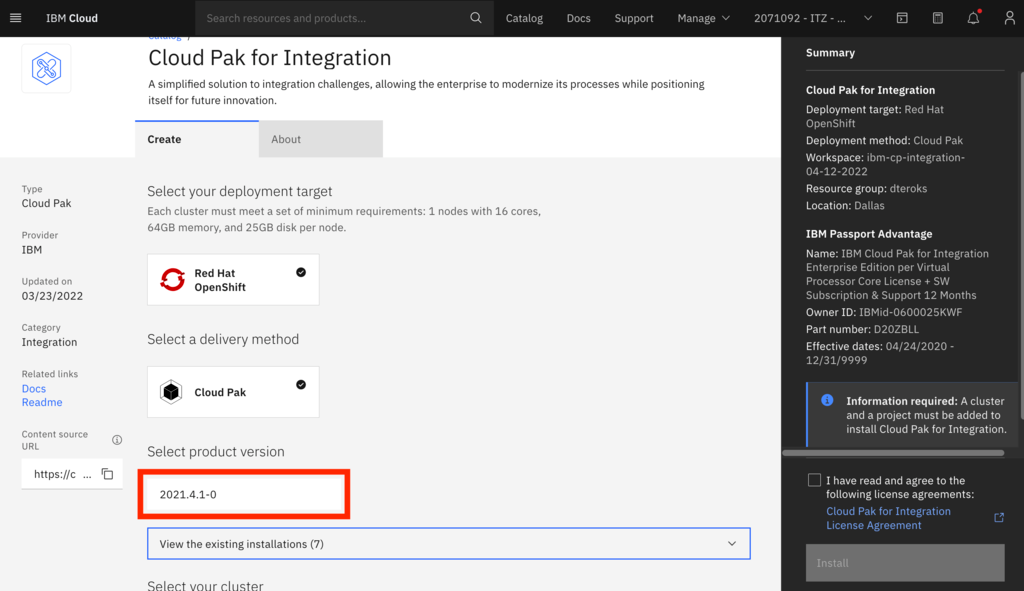 IBM Cloud
Search resources and products...
Catalog
Docs
Support
Manage
2071092 - ITZ - ...
Catalog /
Cloud Pak for Integration
A simplified solution to integration challenges, allowing the enterprise to modernize its processes while positioning
itself for future innovation.
Create
About
Type
Cloud Pak
Provider
IBM
Updated on
03/23/2022
Category
Integration
Related links
Docs
Readme
Content source
URL
https://c ...
Select your deployment target
Each cluster must meet a set of minimum requirements: 1 nodes with 16 cores,
64GB memory, and 25GB disk per node.
Red Hat
OpenShift
Select a delivery method
Cloud Pak
Select product version
2021.4.1-0
View the existing installations (7)
Select your cluster
Summary
Cloud Pak for Integration
Deployment target: Red Hat
OpenShift
Deployment method: Cloud Pak
Workspace: ibm-cp-integration-
04-12-2022
Resource group: dteroks
Location: Dallas
IBM Passport Advantage
Name: IBM Cloud Pak for Integration
Enterprise Edition per Virtual
Processor Core License + SW
Subscription & Support 12 Months
Owner ID: IBMid-0600025KWF
Part number: D20ZBLL
Effective dates: 04/24/2020 -
12/31/9999
Information required: A cluster
and a project must be added to
install Cloud Pak for Integration.
I have read and agree to the
following license agreements:
Cloud Pak for Integration
License Agreement
Install